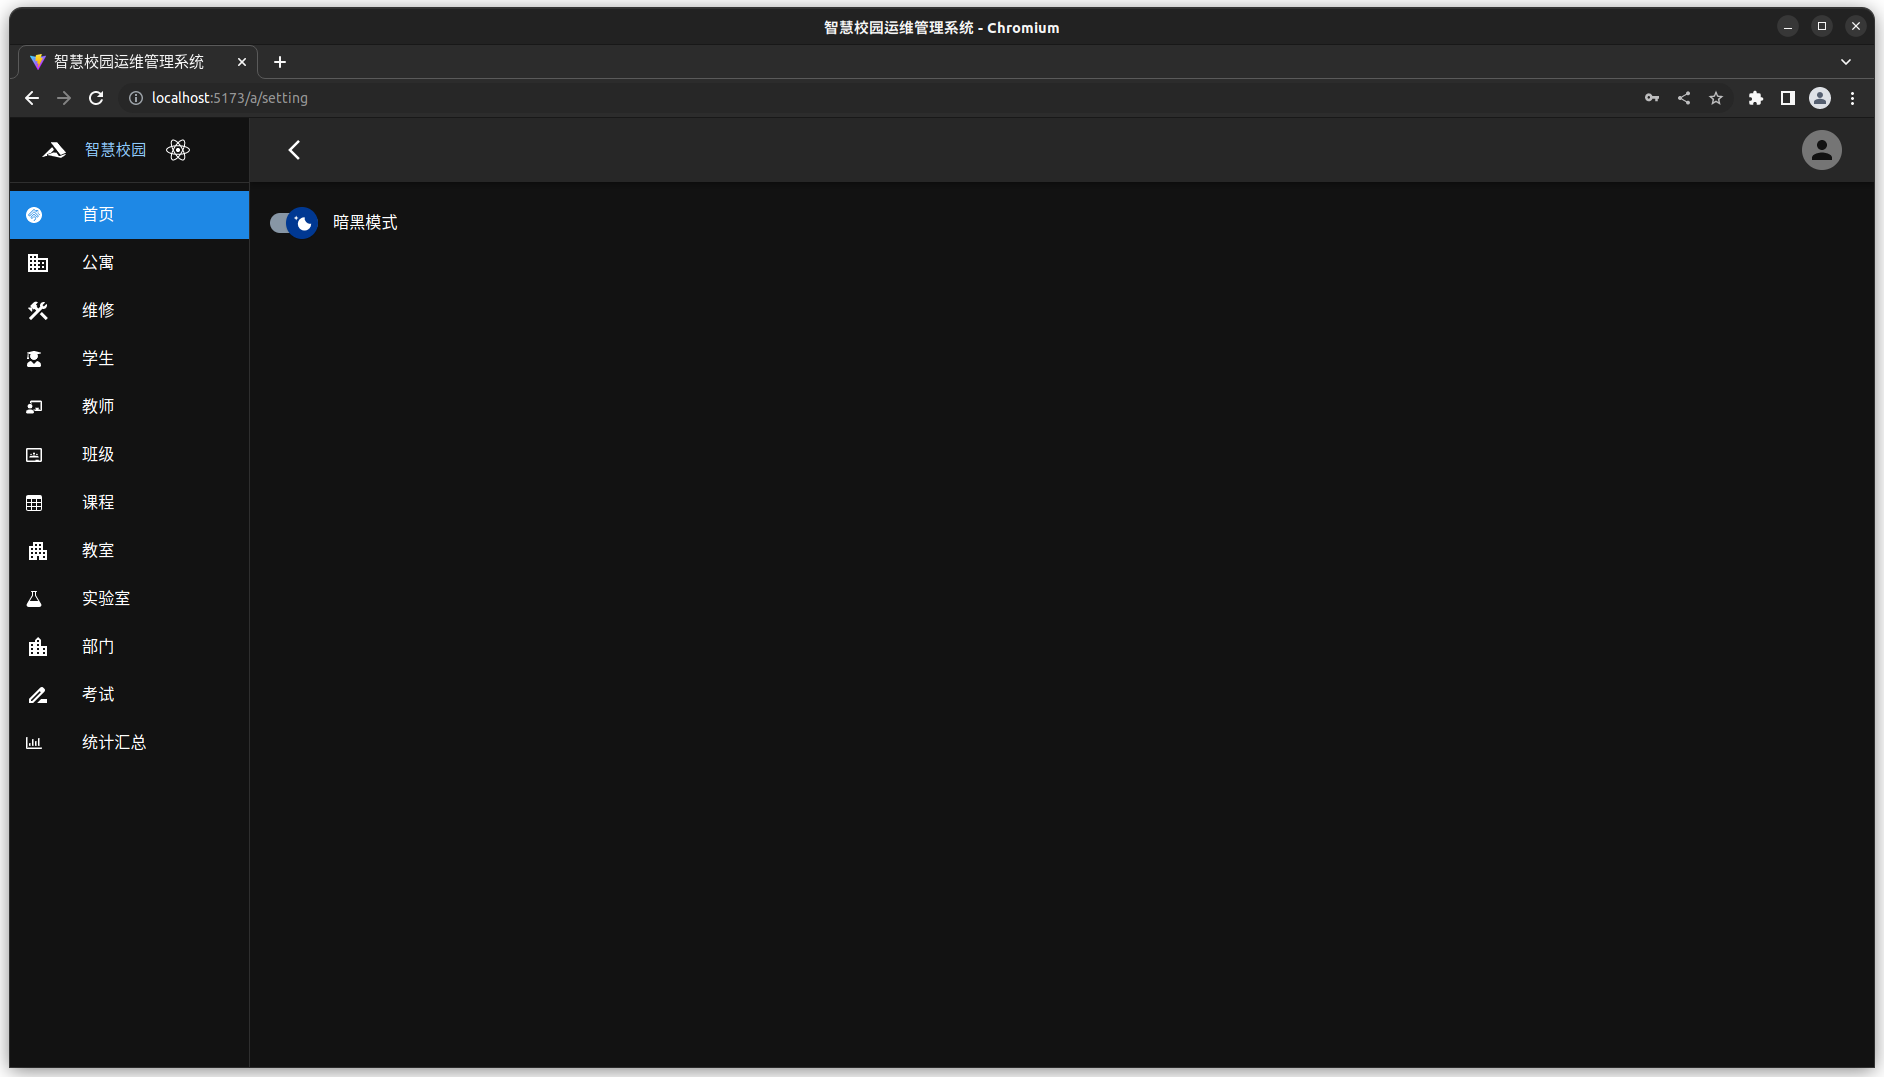 智慧校园运维管理系统 - Chromium
智慧校园运维管理系统
localhost:5173/a/setting
智慧校园
首页
暗黑模式
公寓
维修
学生
教师
班级
课程
教室
实验室
部门
考试
统计汇总